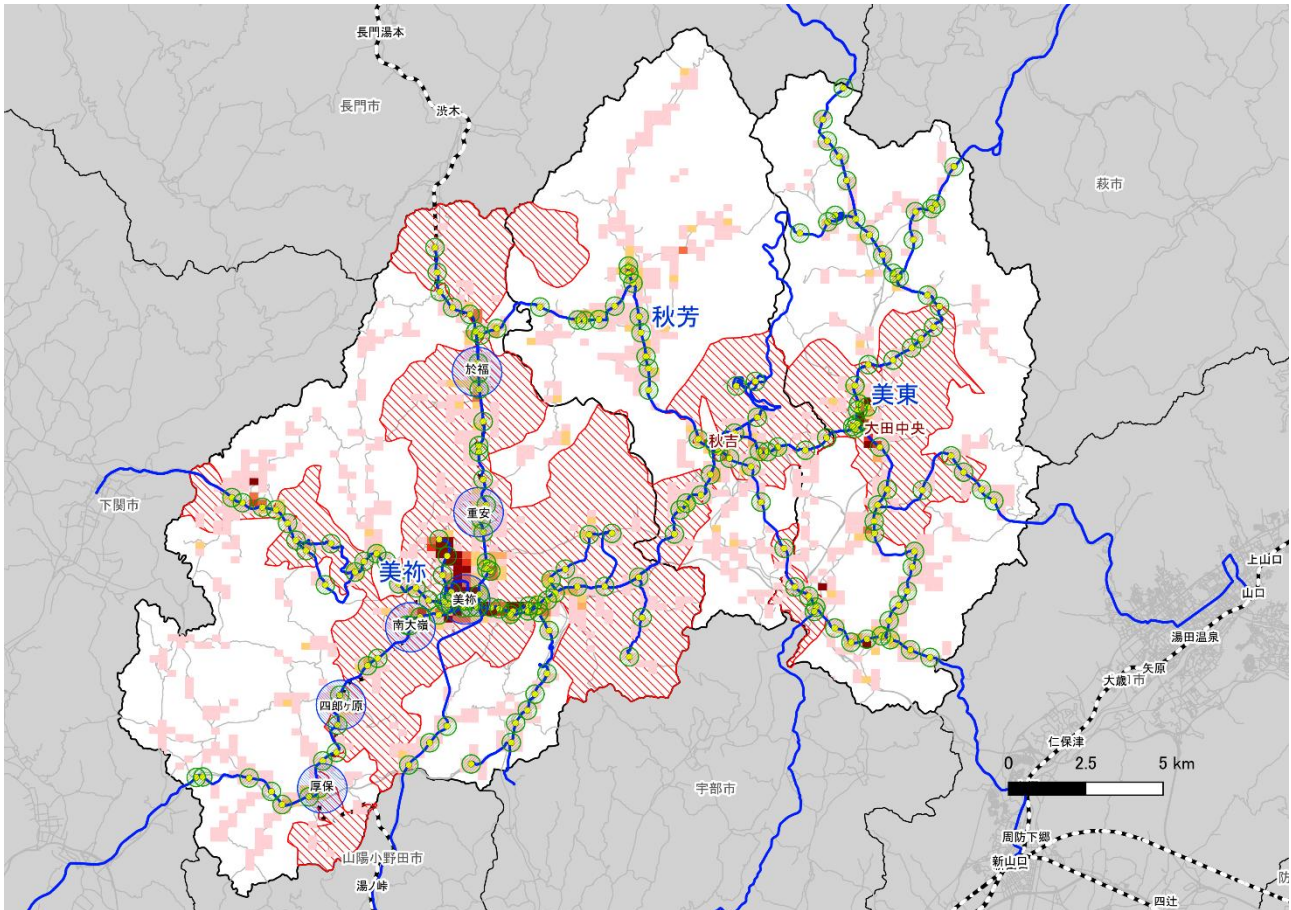 長門湯本
長門市
渋木
萩市
秋芳
於福
美東
大田中央
秋吉
下関市
重安
美祢
美祢
南大嶺
上山口
山口
湯田温泉
矢原
大歳
市
四郎ヶ原
仁保津
0 2.5 5 km
厚保
宇部市
山陽小野田市
湯ノ峠
周防下郷
新山口
防
四辻